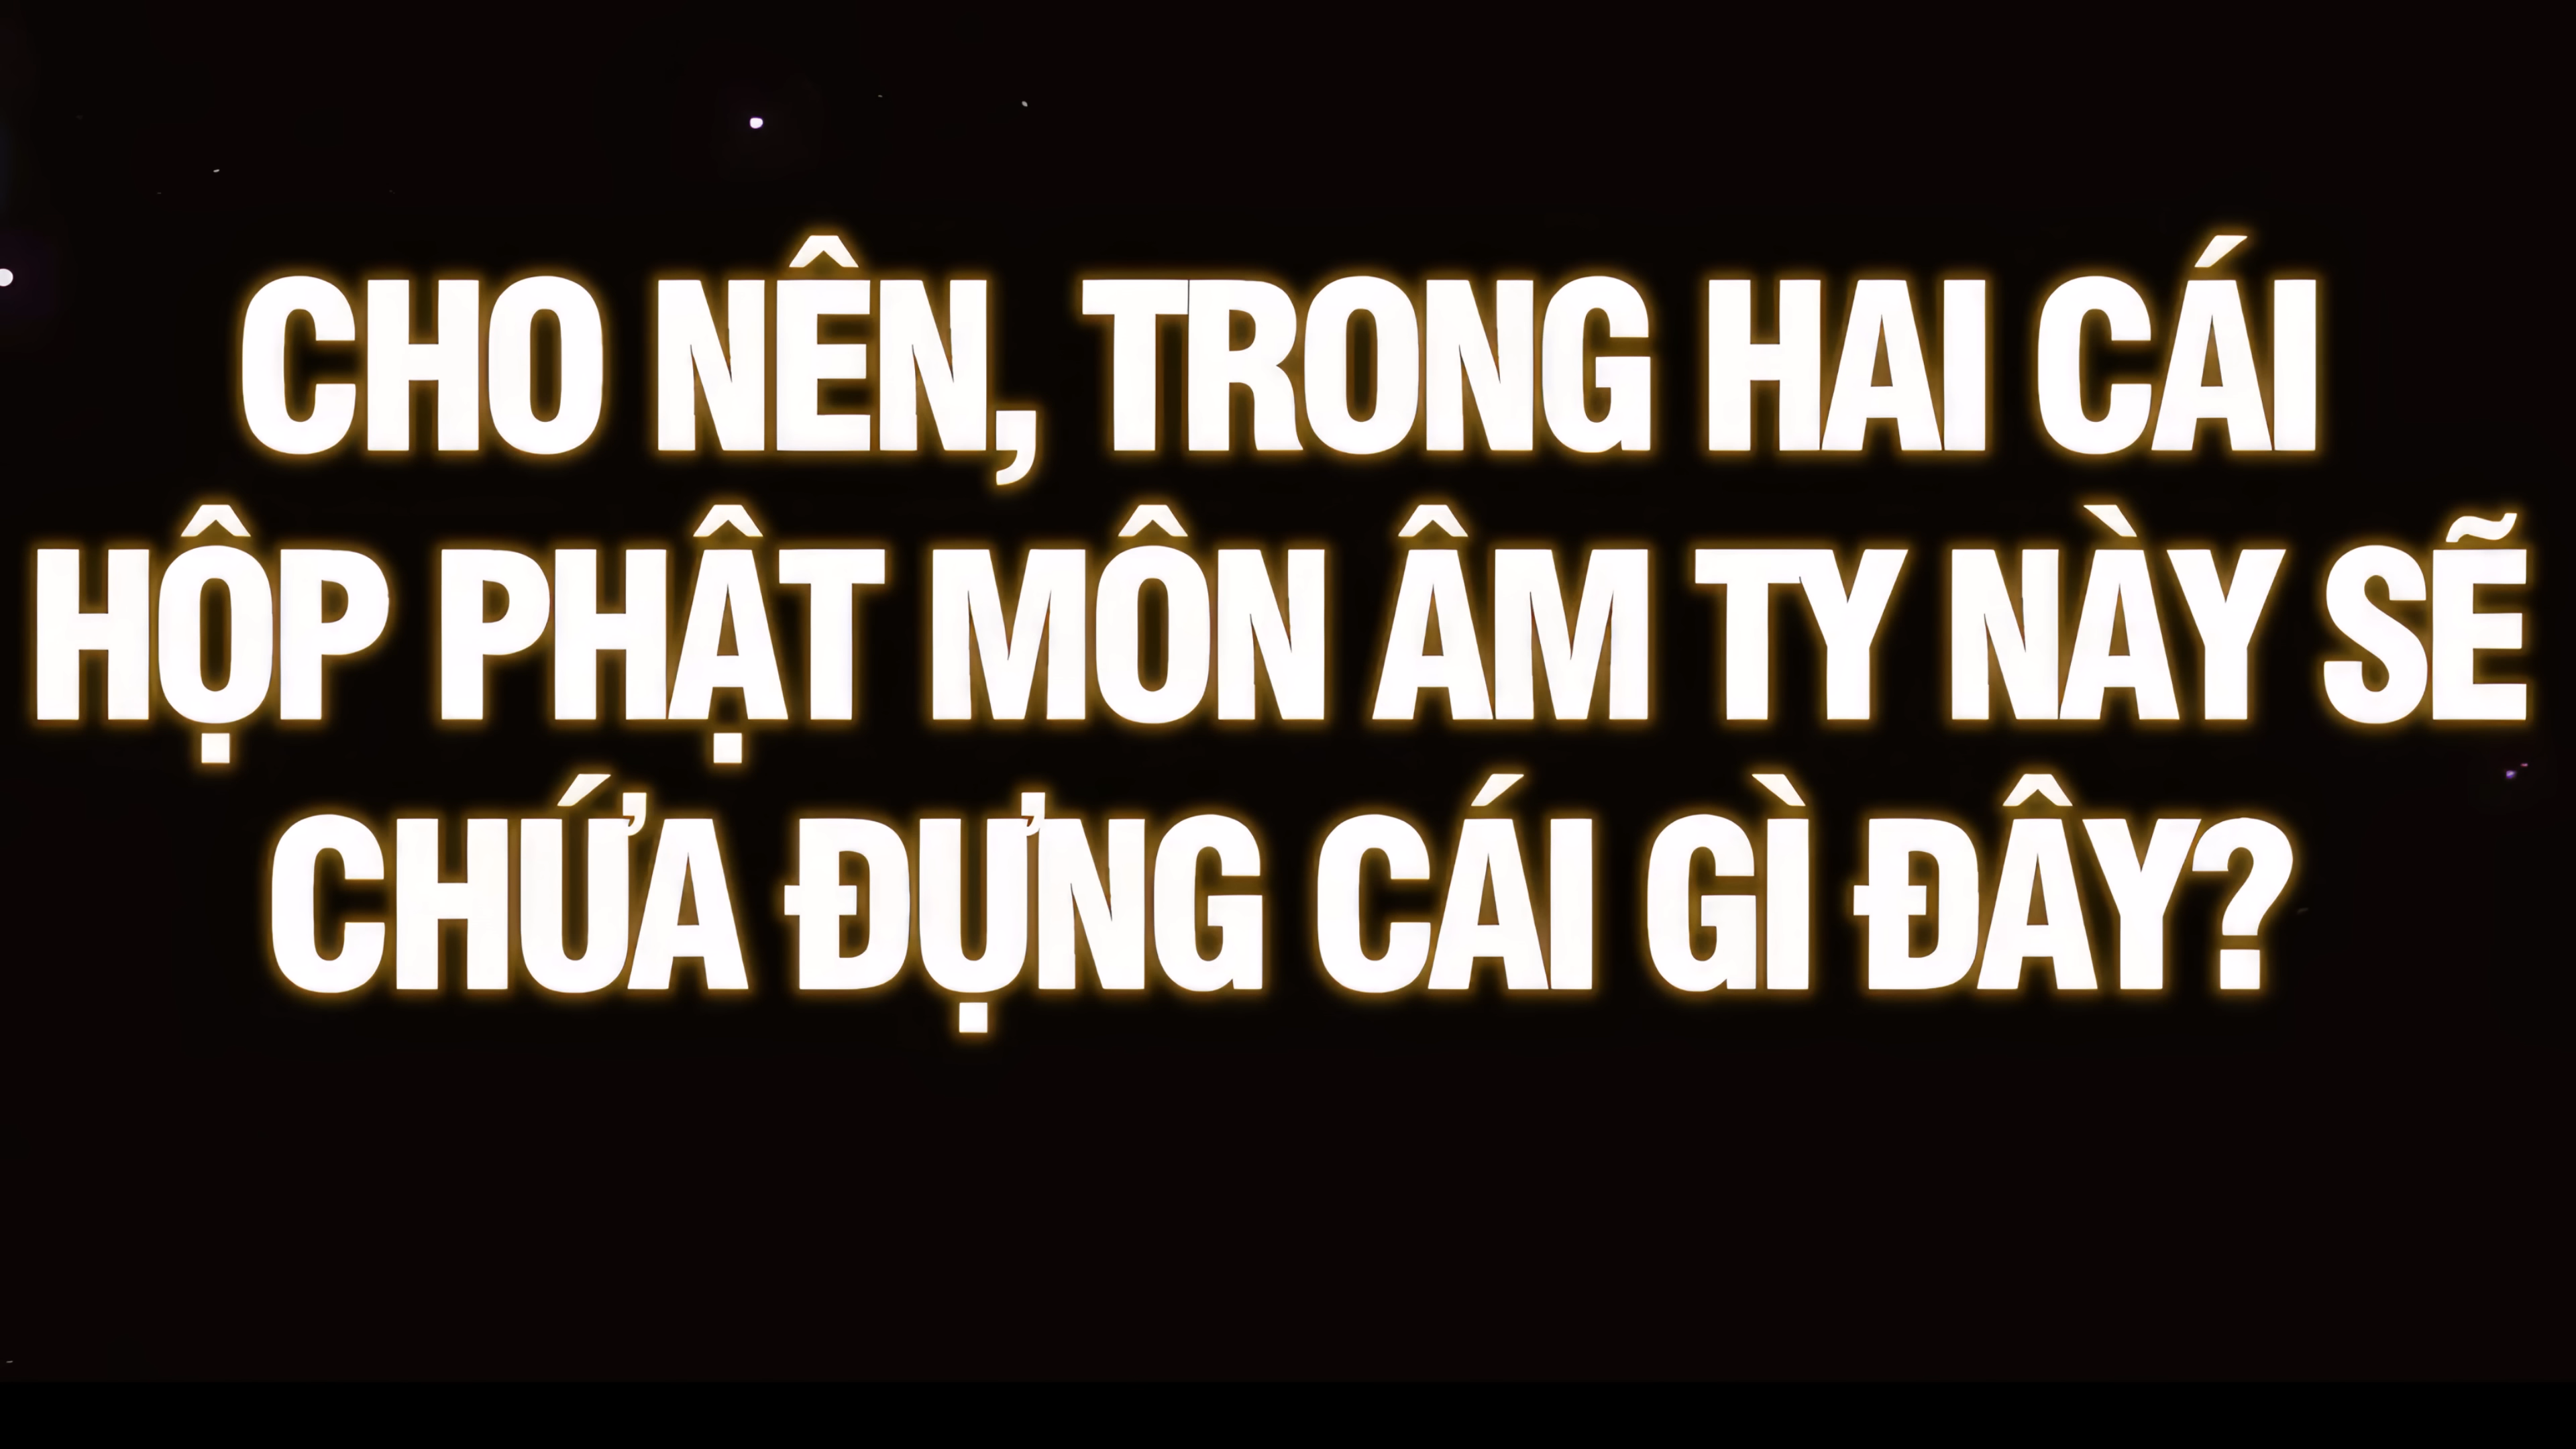 CHO NÊN, TRONG HAI CÁI
HỘP PHẬT MÔN ÂM TY NÀY SẼ
CHỨA ĐỰNG CÁI GÌ ĐÂY?